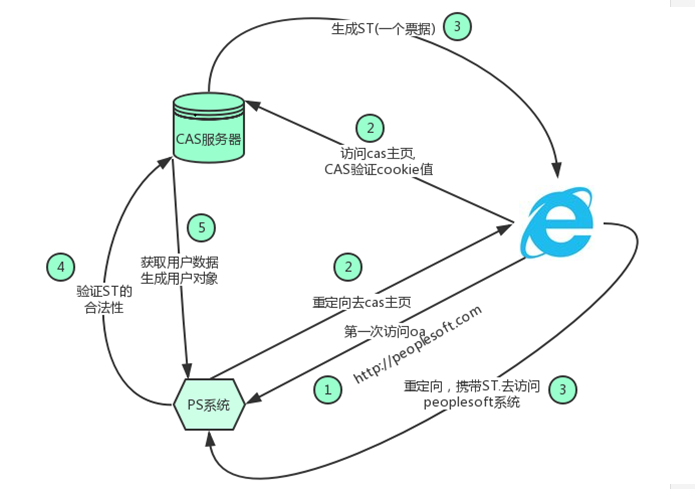 生成ST(一个票据)
3
CAS服务器
2
访问cas主页,
CAS验证cookie值
5
获取用户数据
生成用户对象
4
验证ST的
合法性
2
重定向去cas主页
第一次访问oa
http://peoplesoft.com
1
重定向，携带ST.去访问
peoplesoft系统
3
PS系统